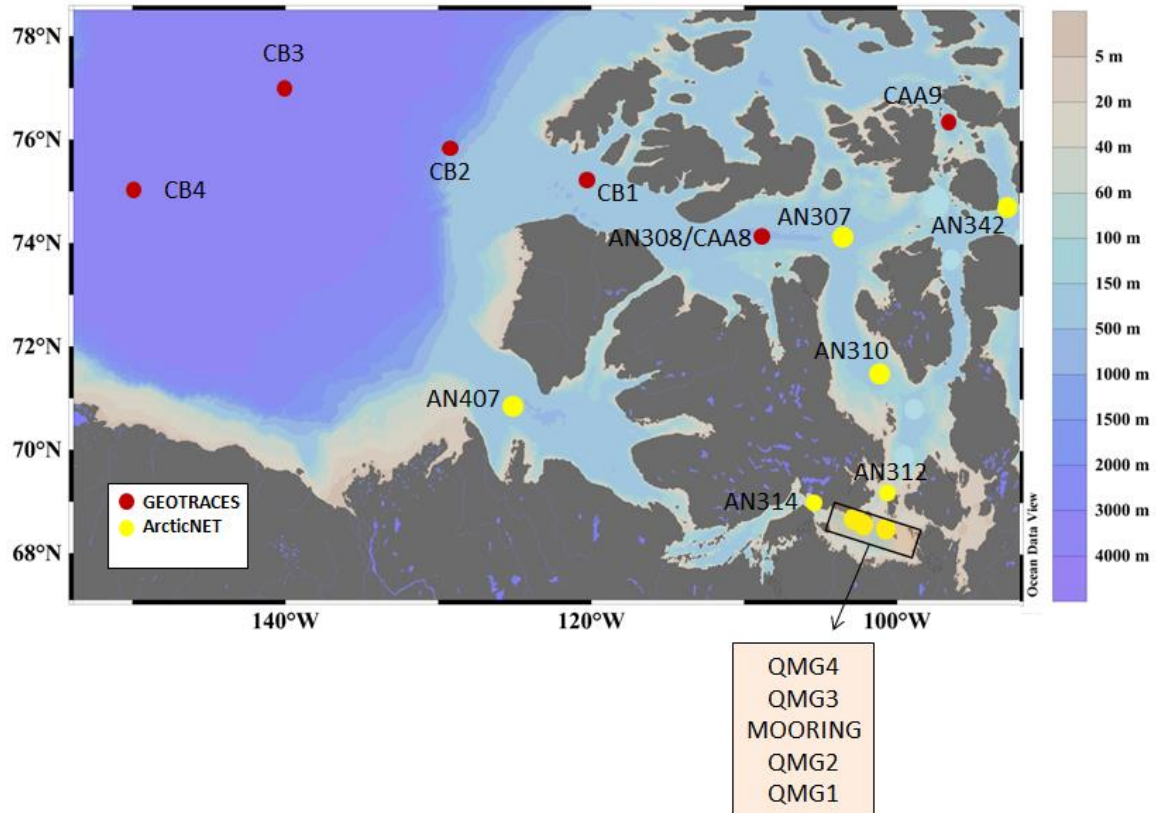 78°N
76°N
74°N
72°N
70°N
68°N
140°W
120°W
100°W
CB3
CB4
CB2
CB1
CAA9
AN307
AN308/CAA8
AN342
AN310
AN407
AN312
AN314
GEOTRACES
ArcticNET
Ocean Data View
5 m
20 m
40 m
60 m
100 m
150 m
500 m
1000 m
1500 m
2000 m
3000 m
4000 m
QMG4
QMG3
MOORING
QMG2
QMG1